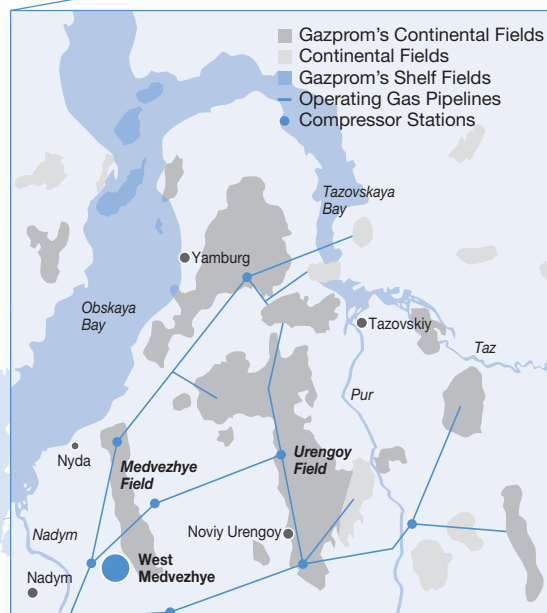 Gazprom's Continental Fields
Continental Fields
Gazprom's Shelf Fields
Operating Gas Pipelines
Compressor Stations
Tazovskaya
Bay
Yamburg
Obskaya
Bay
Tazovskiy
Taz
Pur
Nyda
Medvezhye
Field
Urengoy
Field
Nadym
Noviy Urengoy
West
Medvezhye
Nadym